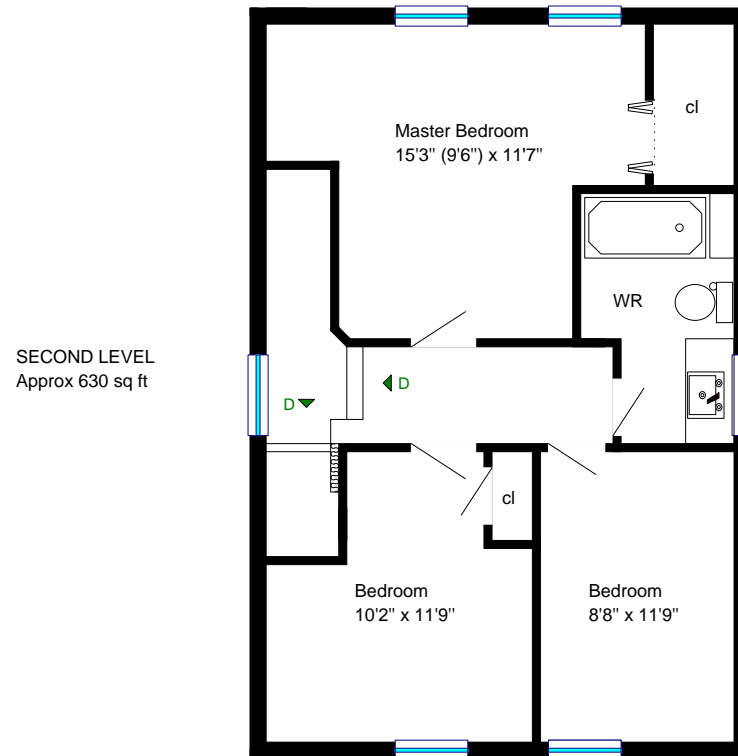 cl
Master Bedroom
15'3" (9'6") x 11'7"
WR
SECOND LEVEL
Approx 630 sq ft
D
D
cl
Bedroom
10'2" x 11'9"
Bedroom
8'8" x 11'9"